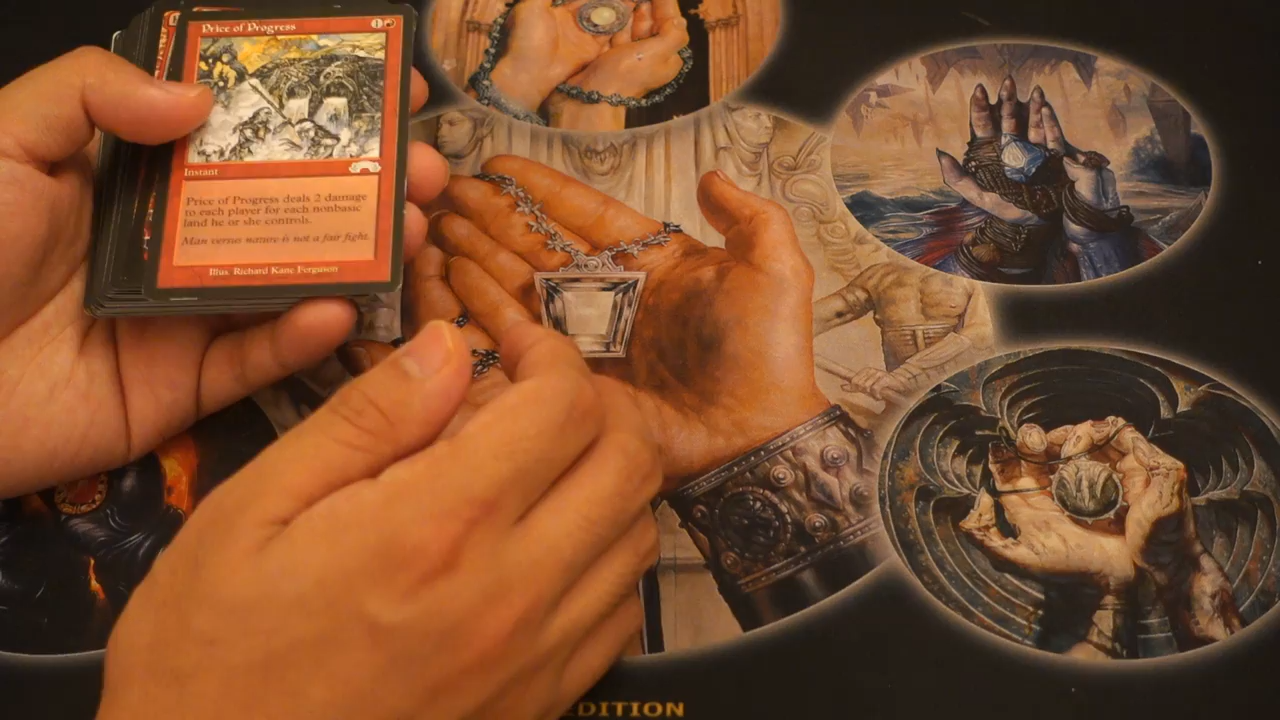 Price of Progress 1
Instant
Price of Progress deals 2 damage
to each player for each nonbasic
land he or she controls.
Man versus nature is not a fair fight.
Illus. Richard Kane Ferguson
EDITION